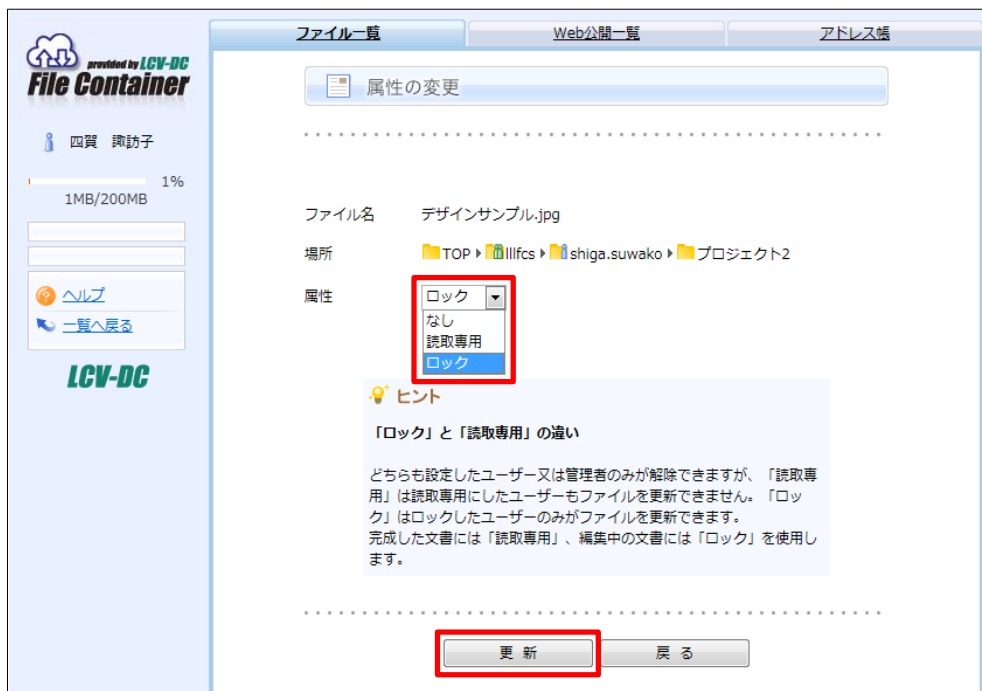 ファイル一覧
Web公開一覧
アドレス帳
provided by LCV-DC
File Container
四賀 諏訪子
1%
1MB/200MB
ヘルプ
一覧へ戻る
LCV-DC
属性の変更
ファイル名 デザインサンプル.jpg
場所 TOP lllfcs shiga.suwako プロジェクト2
属性 ロック
なし
読取専用
ロック
ヒント
「ロック」と「読取専用」の違い
どちらも設定したユーザー又は管理者のみが解除できますが、「読取専
用」は読取専用にしたユーザーもファイルを更新できません。「ロッ
ク」はロックしたユーザーのみがファイルを更新できます。
完成した文書には「読取専用」、編集中の文書には「ロック」を使用し
ます。
更 新
戻 る